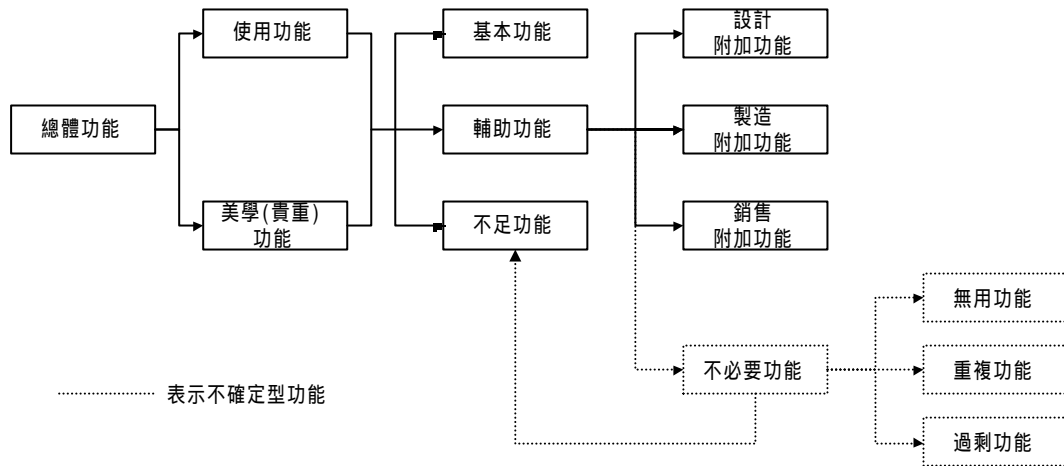 使用功能
基本功能
設計
附加功能
總體功能
輔助功能
製造
附加功能
美學(貴重)
功能
不足功能
銷售
附加功能
無用功能
不必要功能
重複功能
表示不確定型功能
過剩功能